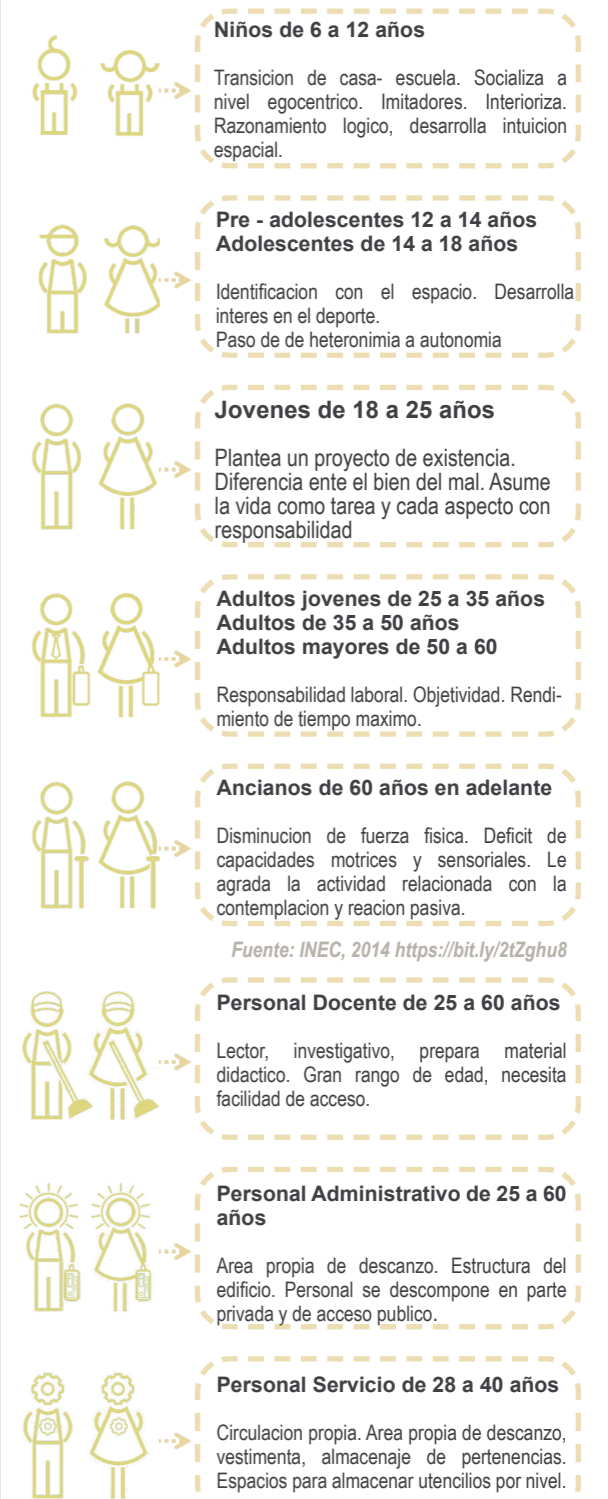 Niños de 6 a 12 años
Transicion de casa- escuela. Socializa a
nivel egocentrico. Imitadores. Interioriza.
Razonamiento logico, desarrolla intuicion
espacial.
Pre - adolescentes 12 a 14 años
Adolescentes de 14 a 18 años
Identificacion con el espacio. Desarrolla
interes en el deporte.
Paso de de heteronimia a autonomia
Jovenes de 18 a 25 años
Plantea un proyecto de existencia.
Diferencia ente el bien del mal. Asume
la vida como tarea y cada aspecto con
responsabilidad
Adultos jovenes de 25 a 35 años
Adultos de 35 a 50 años
Adultos mayores de 50 a 60
Responsabilidad laboral. Objetividad. Rendi-
miento de tiempo maximo.
Ancianos de 60 años en adelante
Disminucion de fuerza fisica. Deficit de
capacidades motrices y sensoriales. Le
agrada la actividad relacionada con la
contemplacion y reacion pasiva.
Fuente: INEC, 2014 https://bit.ly/2tZghu8
Personal Docente de 25 a 60 años
Lector, investigativo, prepara material
didactico. Gran rango de edad, necesita
facilidad de acceso.
Personal Administrativo de 25 a 60
años
Area propia de descanzo. Estructura del
edificio. Personal se descompone en parte
privada y de acceso publico.
Personal Servicio de 28 a 40 años
Circulacion propia. Area propia de descanzo,
vestimenta, almacenaje de pertenencias.
Espacios para almacenar utencilios por nivel.